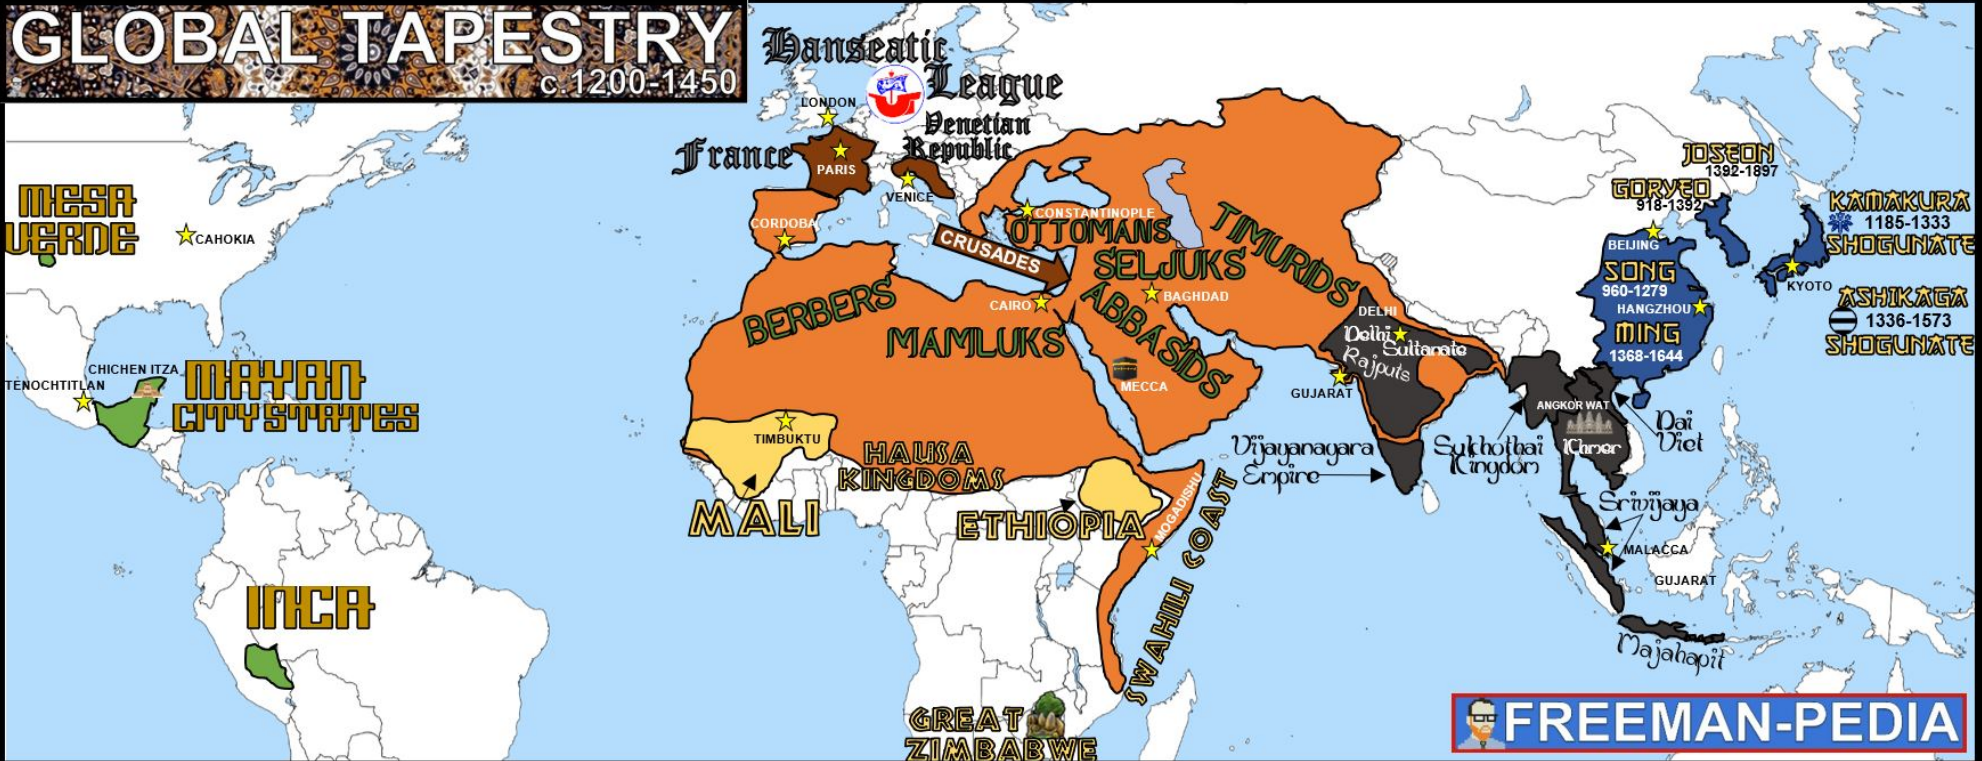 GLOBAL TAPESTRY
c.1200-1450
Hanseatic
League
LONDON
Venetian
Republic
France
PARIS
VENICE
CORDOBA
CONSTANTINOPLE
OTTOMANS
CRUSADES
SELJUKS
TIMURIDS
BERBERS
CAIRO
BAGHDAD
MAMLUKS
ABBASIDS
MECCA
MESA
VERDE
CAHOKIA
CHICHEN ITZA
TENOCHTITLAN
MAYAN
CITY STATES
INCA
TIMBUKTU
MALI
HAUSA
KINGDOMS
ETHIOPIA
MOGADISHU
SWAHILI COAST
GREAT
ZIMBABWE
DELHI
Delhi
Sultanate
Rajputs
GUJARAT
Vijayanagara
Empire
JOSEON
1392-1897
GORYEO
918-1392
KAMAKURA
1185-1333
SHOGUNATE
BEIJING
SONG
960-1279
HANGZHOU
MING
1368-1644
KYOTO
ASHIKAGA
1336-1573
SHOGUNATE
ANGKOR WAT
Khmer
Dai
Viet
Sukhothai
Kingdom
Srivijaya
MALACCA
GUJARAT
Majahapit
FREEMAN-PEDIA